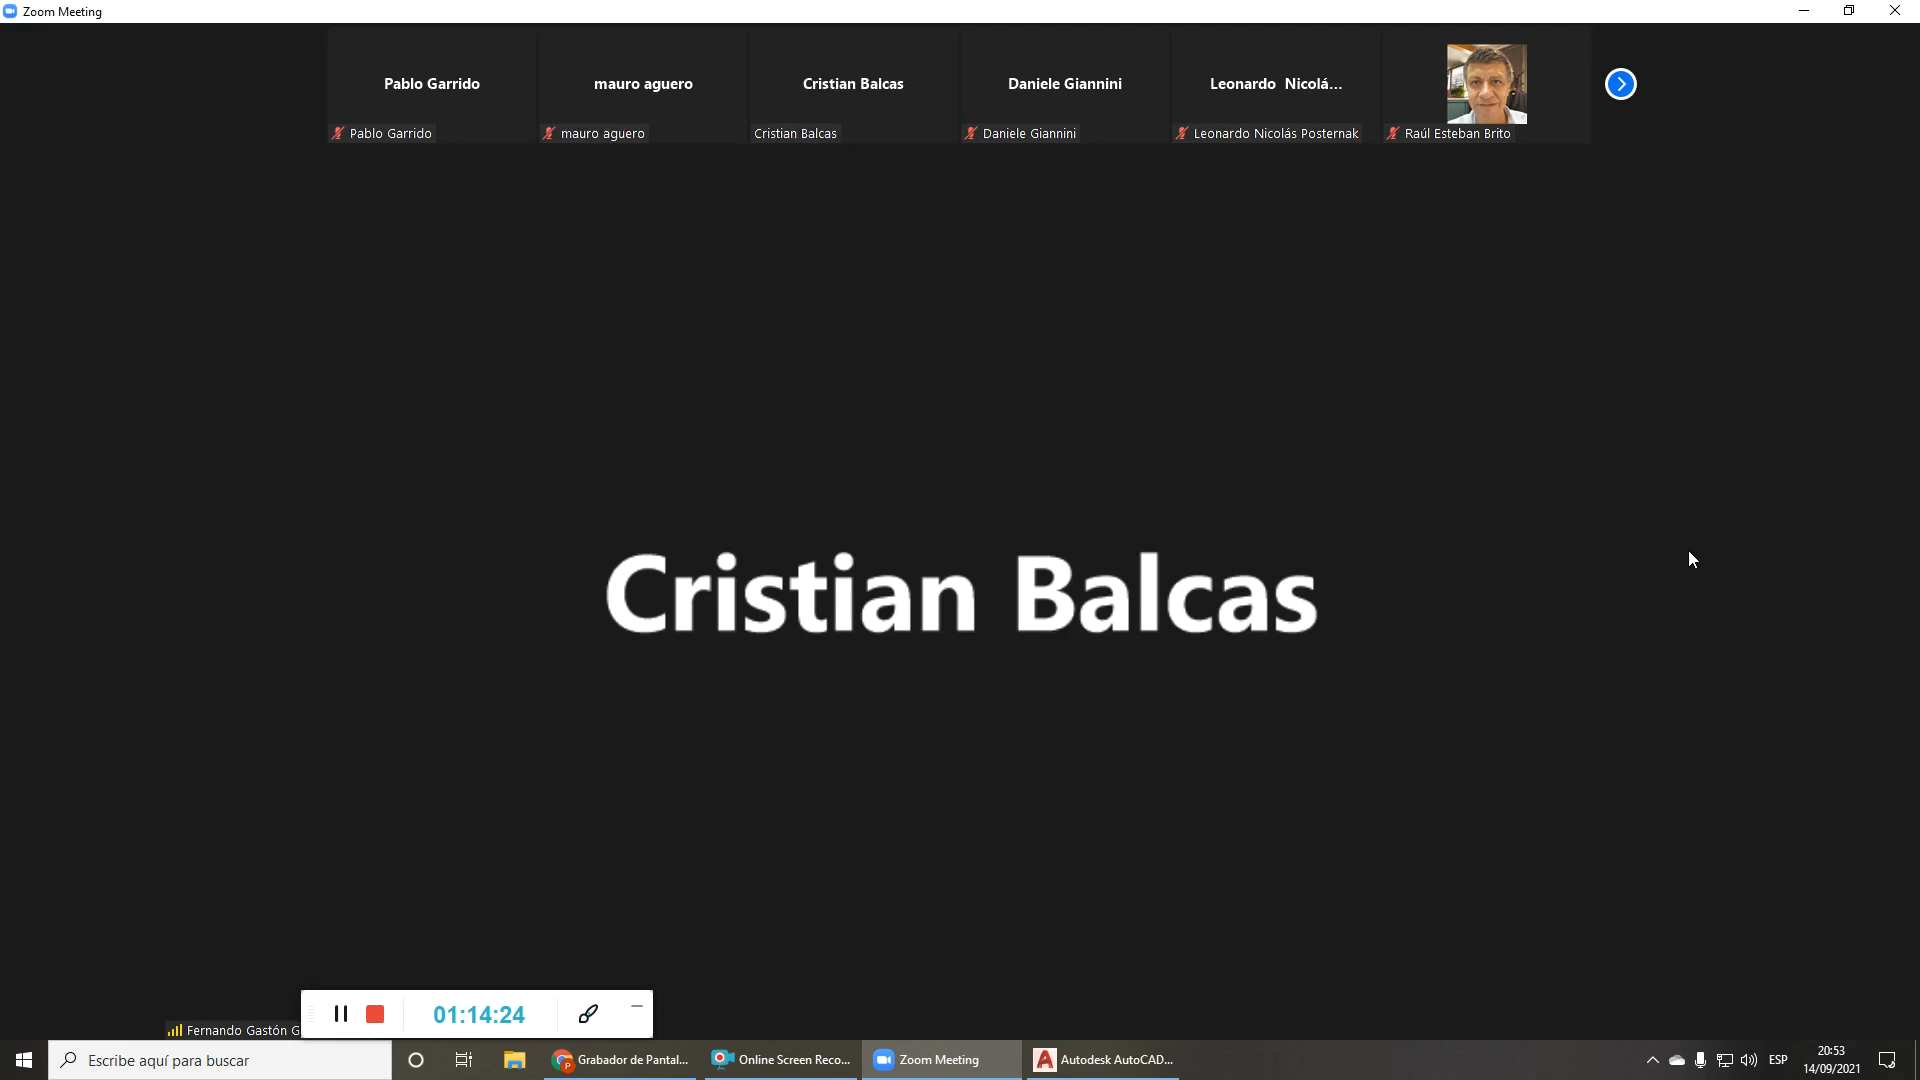 Zoom Meeting
Pablo Garrido
mauro aguero
Cristian Balcas
Daniele Giannini
Leonardo Nicolá...
Pablo Garrido
mauro aguero
Cristian Balcas
Daniele Giannini
Leonardo Nicolás Posternak
Raúl Esteban Brito
Cristian Balcas
01:14:24
Fernando Gastón G
Escribe aquí para buscar
Grabador de Pantal...
Online Screen Reco...
Zoom Meeting
Autodesk AutoCAD...
ESP
20:53
14/09/2021